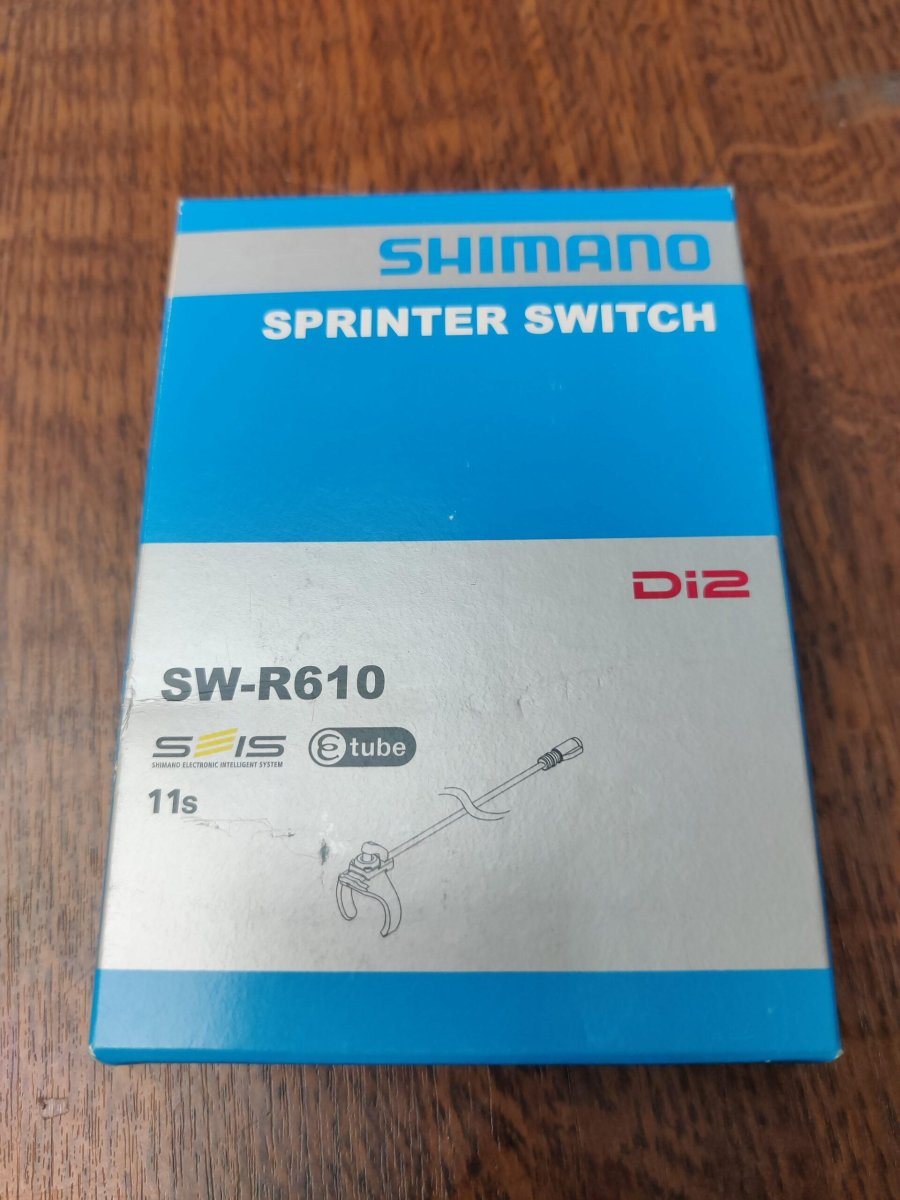 SHIMANO
SPRINTER SWITCH
Di2
SW-R610
SEIS
SHIMANO ELECTRONIC INTELLIGENT SYSTEM
e tube
11s